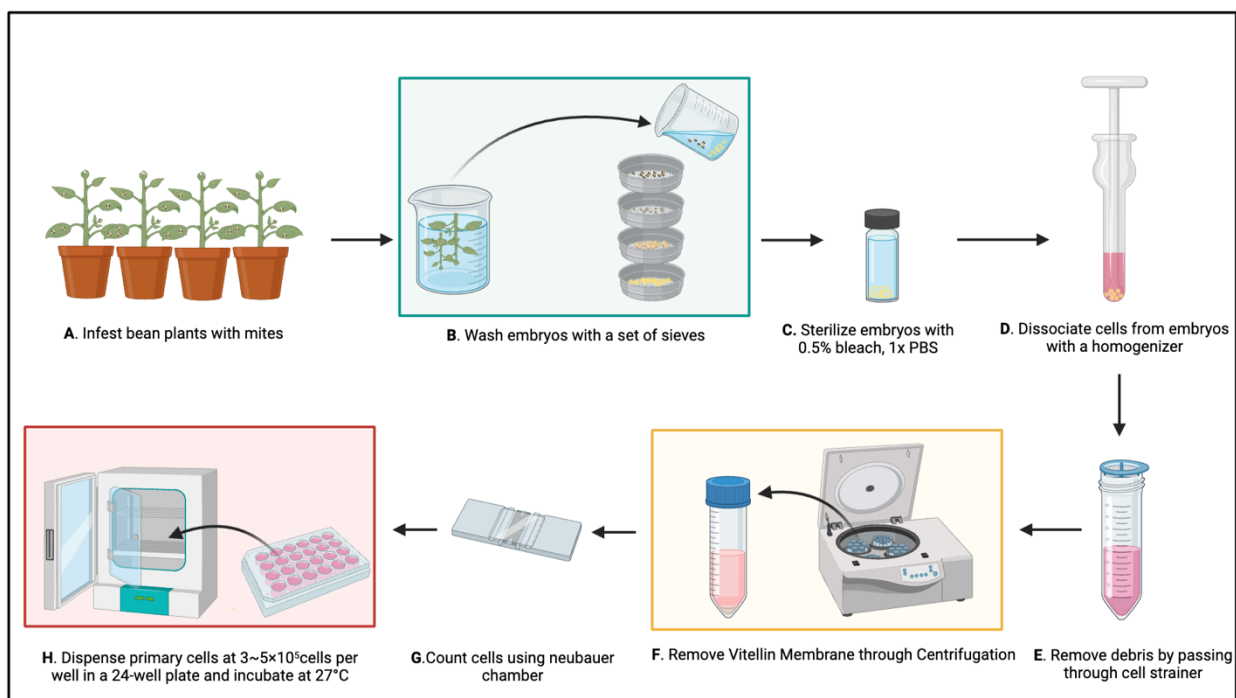 A. Infest bean plants with mites
B. Wash embryos with a set of sieves
C. Sterilize embryos with
0.5% bleach, 1x PBS
D. Dissociate cells from embryos
with a homogenizer
H. Dispense primary cells at 3~5×10⁵cells per
well in a 24-well plate and incubate at 27°C
G.Count cells using neubauer
chamber
F. Remove Vitellin Membrane through Centrifugation
E. Remove debris by passing
through cell strainer